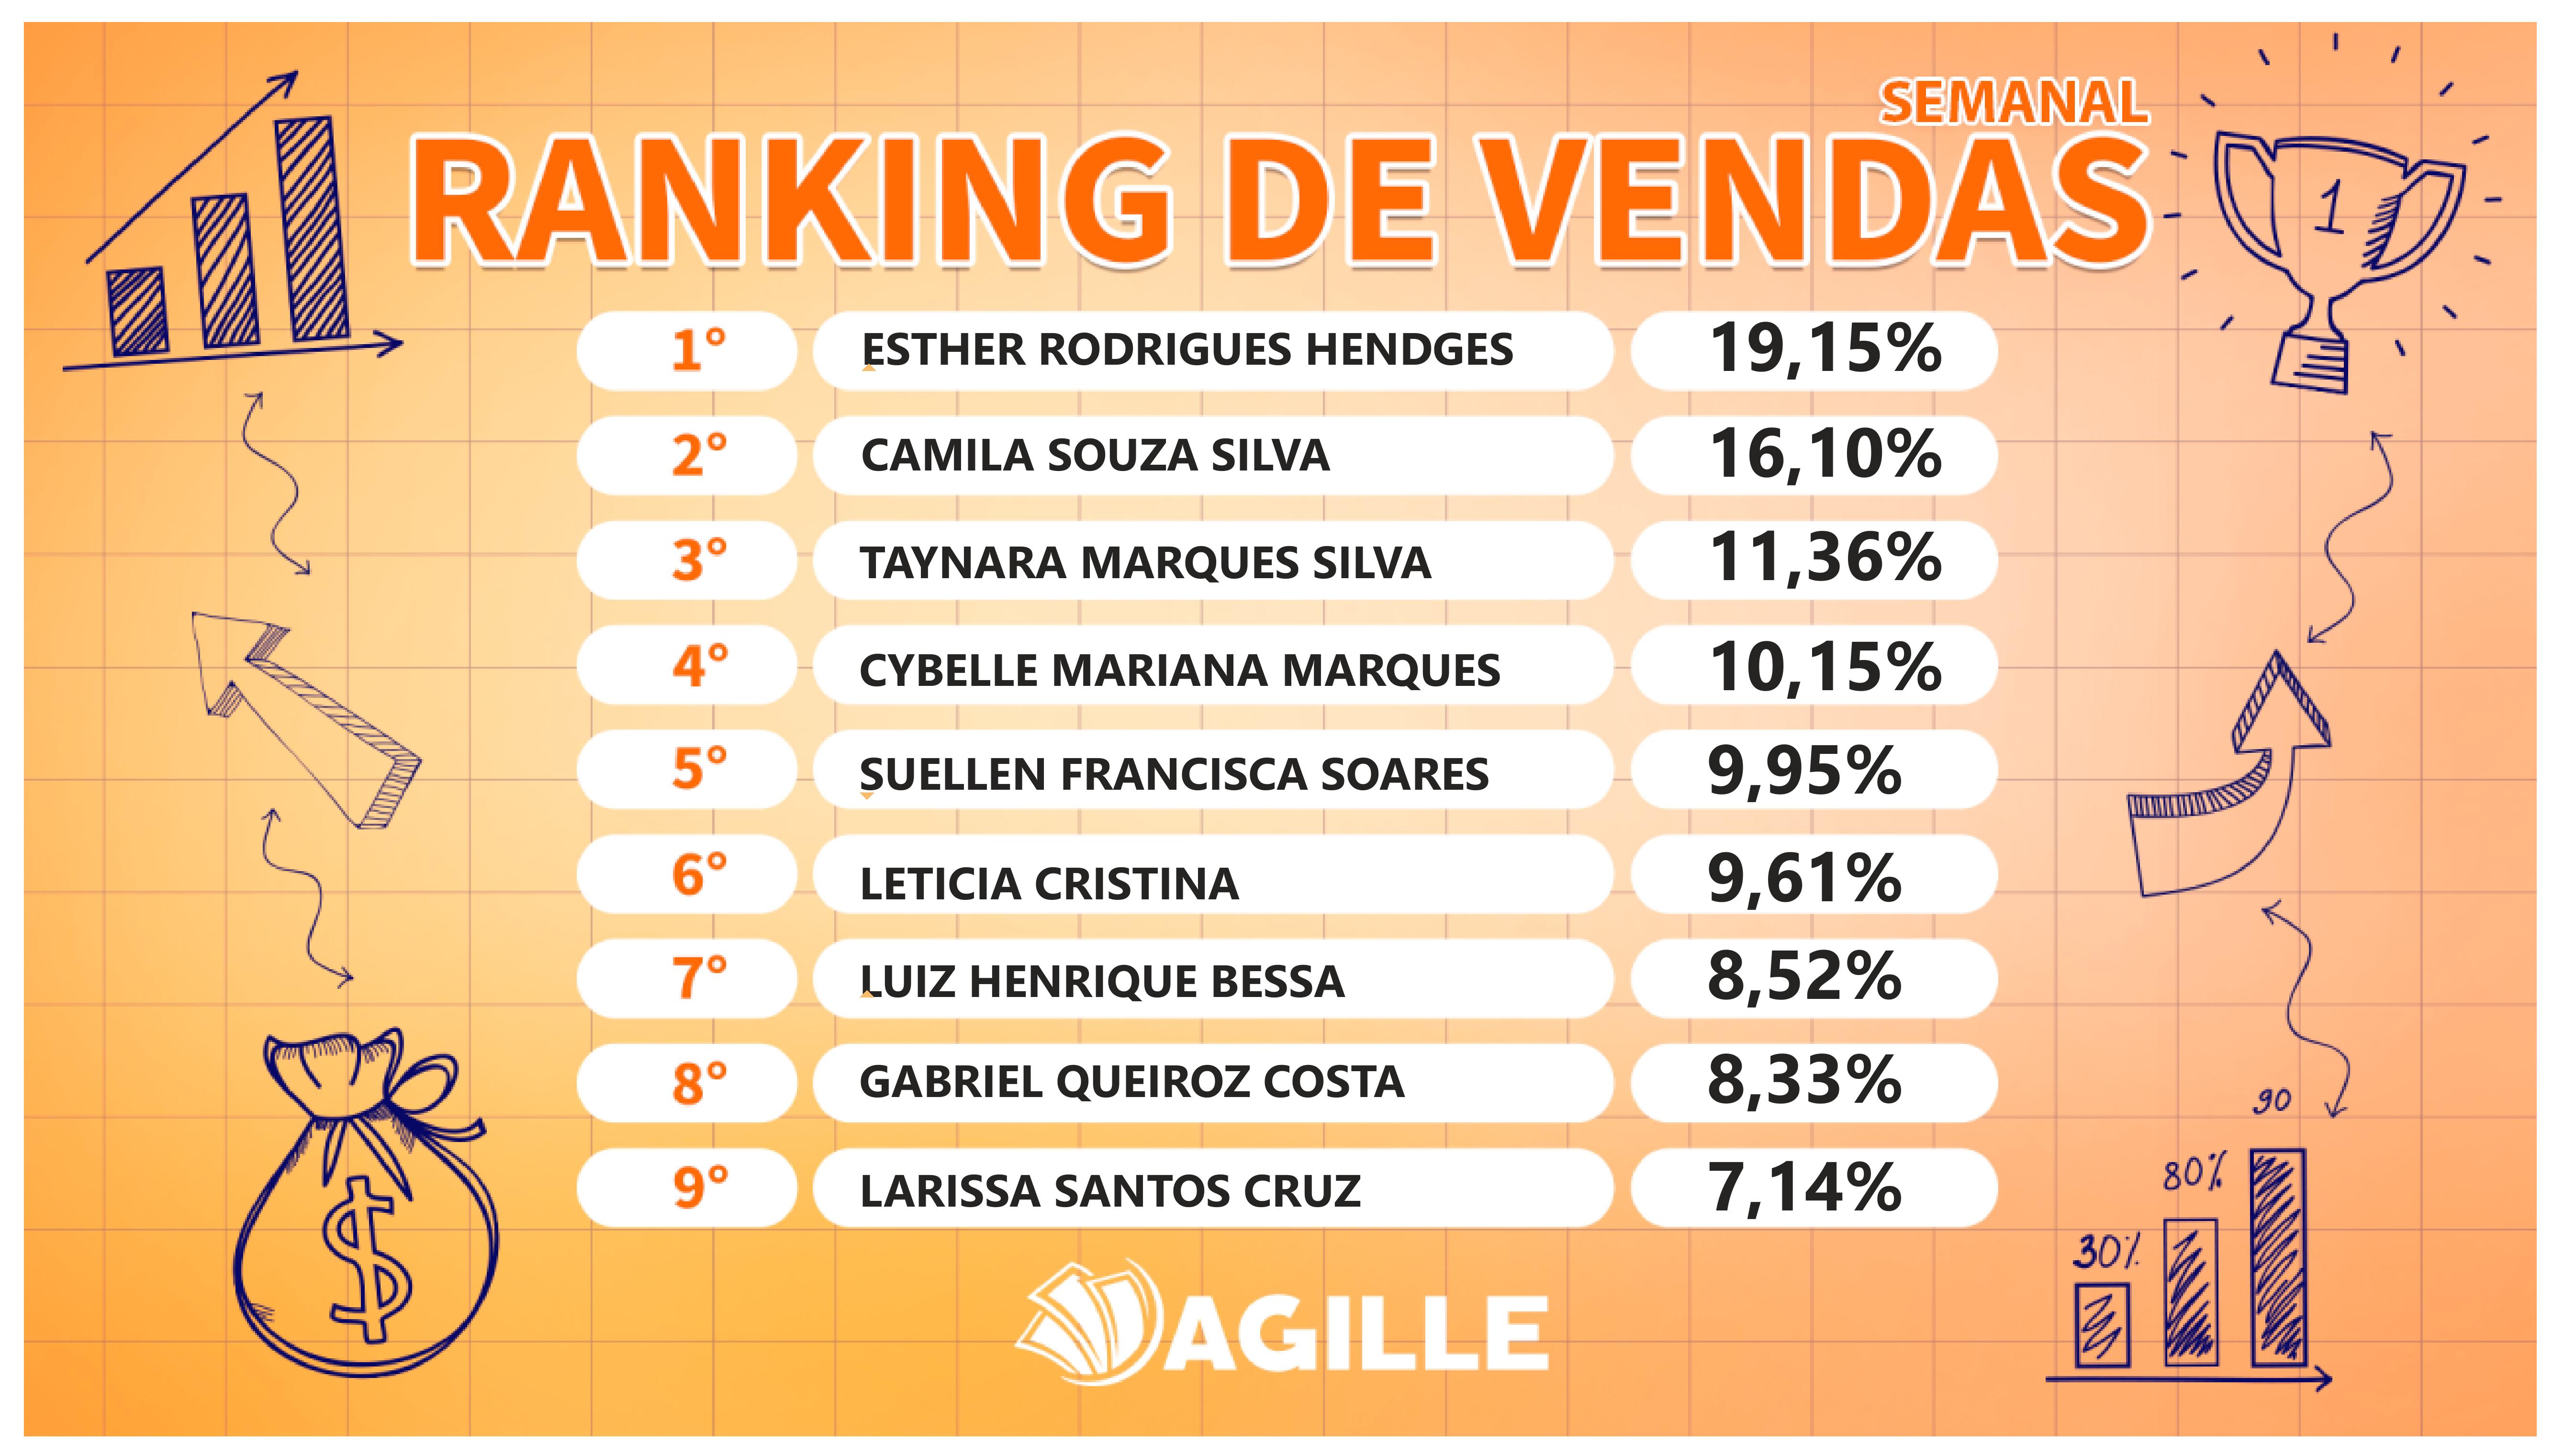 SEMANAL
RANKING DE VENDAS
1
1° ESTHER RODRIGUES HENDGES 19,15%
2° CAMILA SOUZA SILVA 16,10%
3° TAYNARA MARQUES SILVA 11,36%
4° CYBELLE MARIANA MARQUES 10,15%
5° SUELLEN FRANCISCA SOARES 9,95%
6° LETICIA CRISTINA 9,61%
7° LUIZ HENRIQUE BESSA 8,52%
8° GABRIEL QUEIROZ COSTA 8,33%
9° LARISSA SANTOS CRUZ 7,14%
$
90
80%
30%
AGILLE